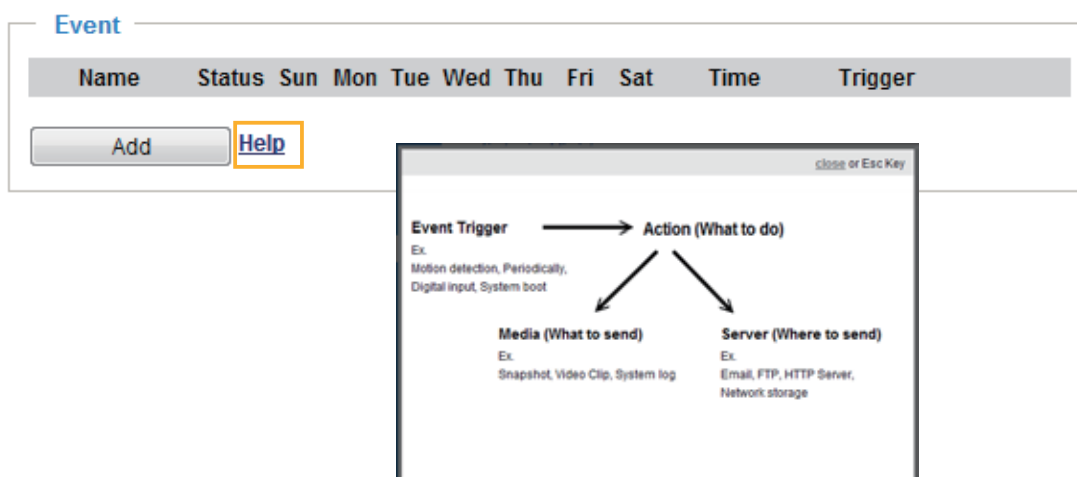 Event
Name Status Sun Mon Tue Wed Thu Fri Sat Time Trigger
Add Help
close or Esc Key
Event Trigger Action (What to do)
Ex.
Motion detection, Periodically,
Digital input, System boot
Media (What to send) Server (Where to send)
Ex. Ex.
Snapshot, Video Clip, System log Email, FTP, HTTP Server,
Network storage